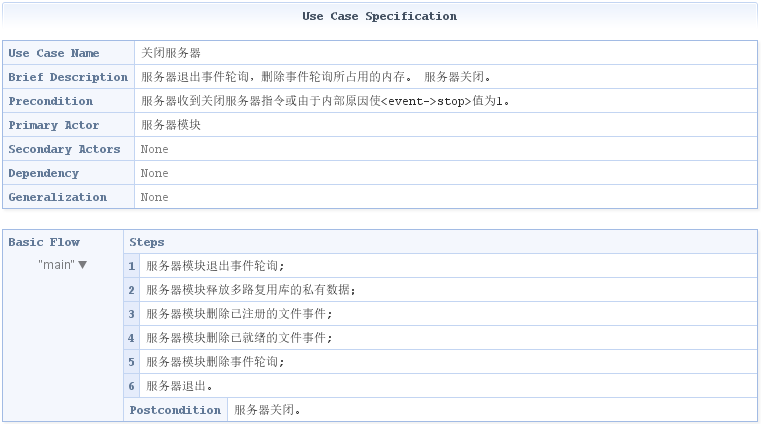 Use Case Specification
Use Case Name 关闭服务器
Brief Description 服务器退出事件轮询，删除事件轮询所占用的内存。 服务器关闭。
Precondition 服务器收到关闭服务器指令或由于内部原因使<event->stop>值为1。
Primary Actor 服务器模块
Secondary Actors None
Dependency None
Generalization None
Basic Flow Steps
"main" ▼
1 服务器模块退出事件轮询;
2 服务器模块释放多路复用库的私有数据;
3 服务器模块删除已注册的文件事件;
4 服务器模块删除已就绪的文件事件;
5 服务器模块删除事件轮询;
6 服务器退出。
Postcondition 服务器关闭。